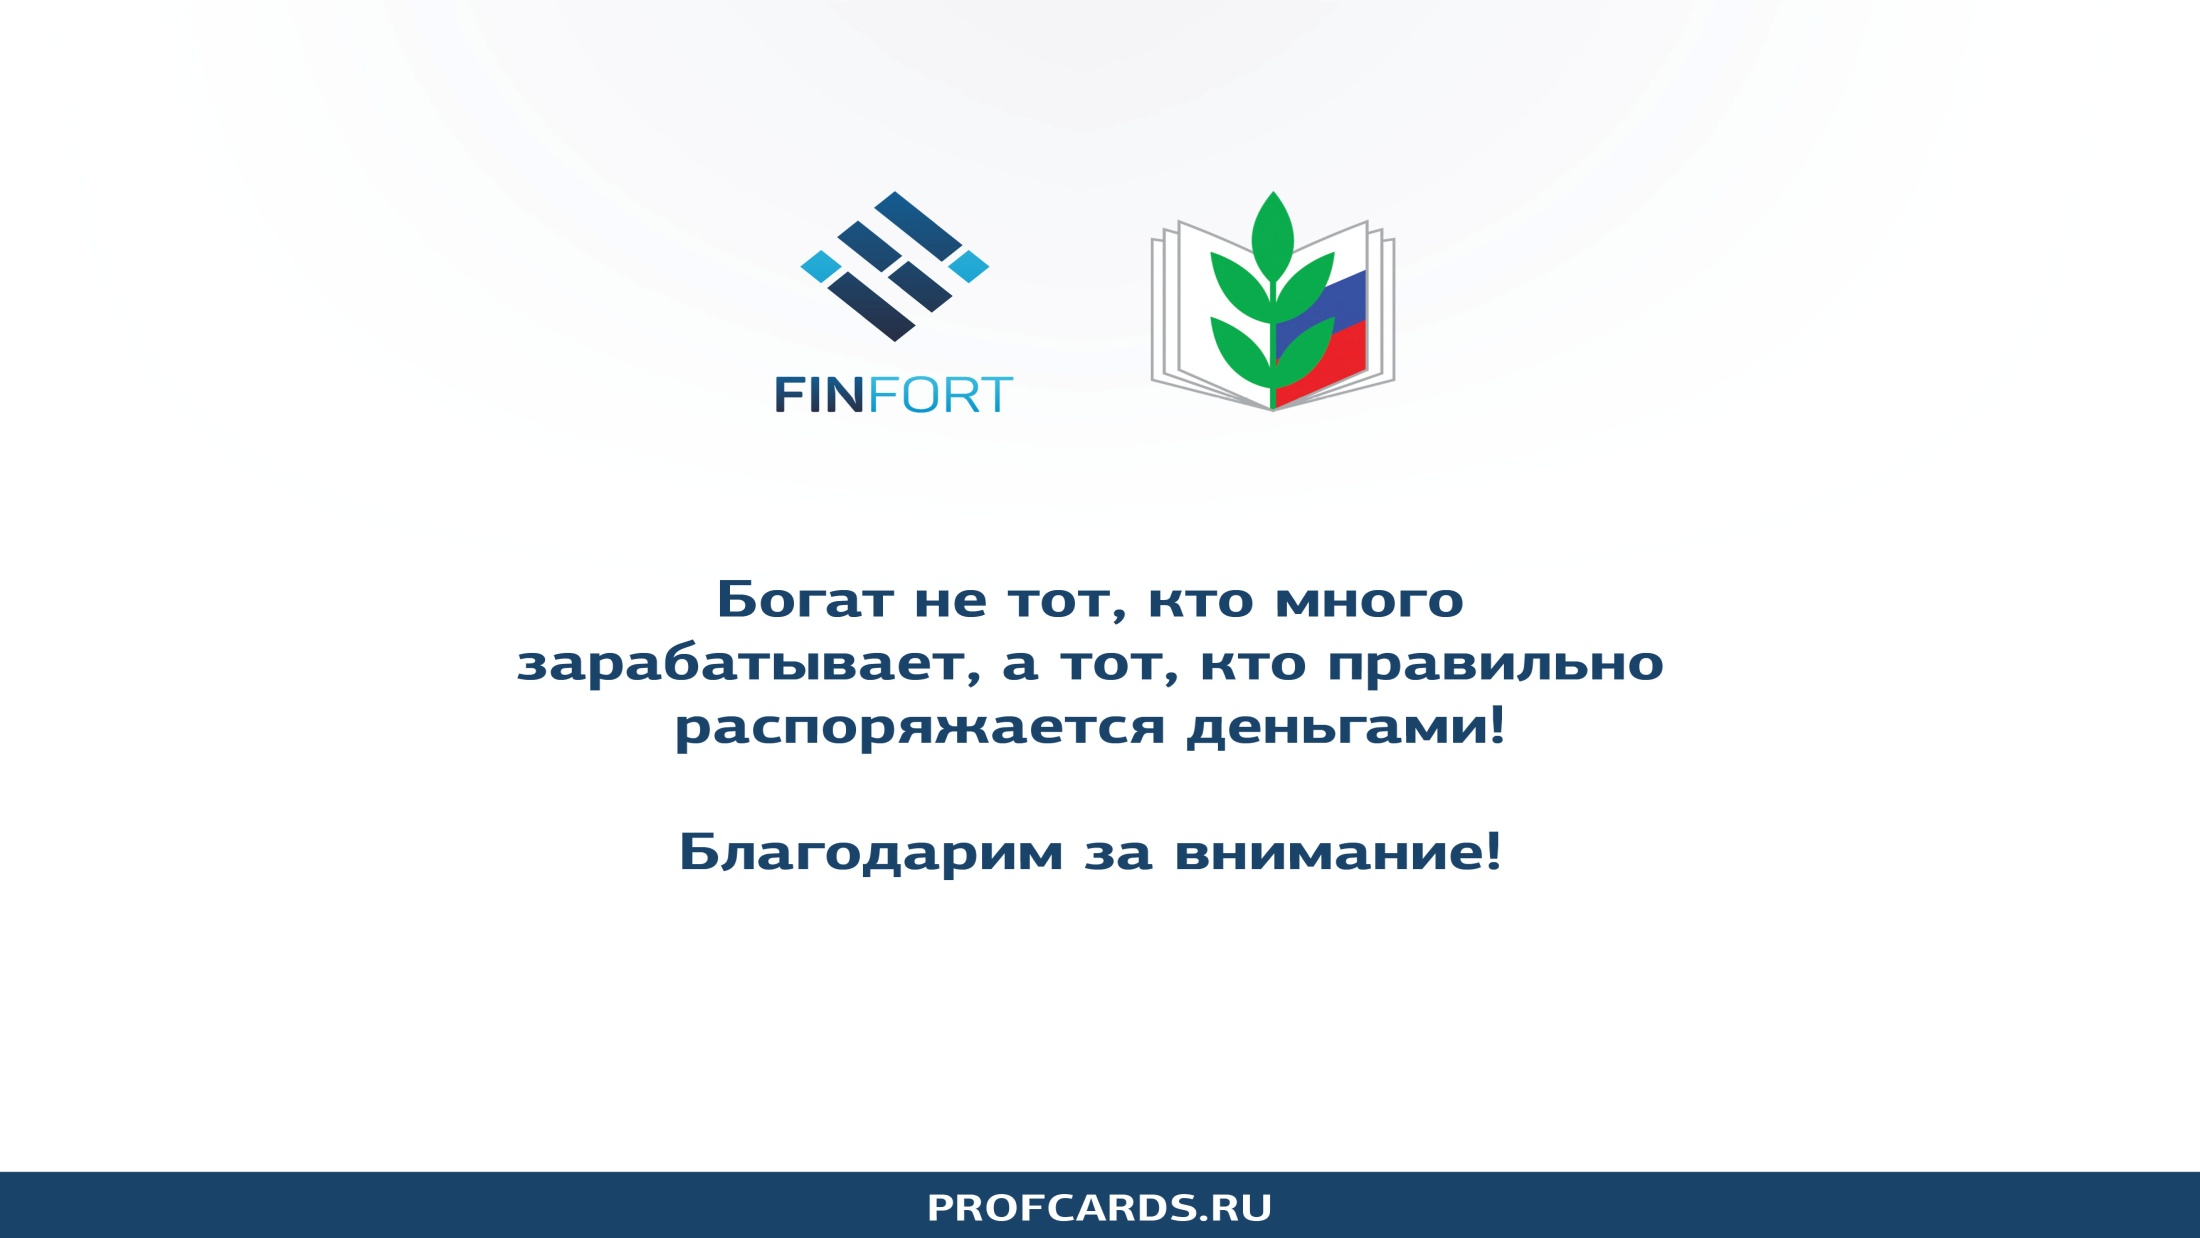 FINFORT
Богат не тот, кто много
зарабатывает, а тот, кто правильно
распоряжается деньгами!
Благодарим за внимание!
PROFCARDS.RU